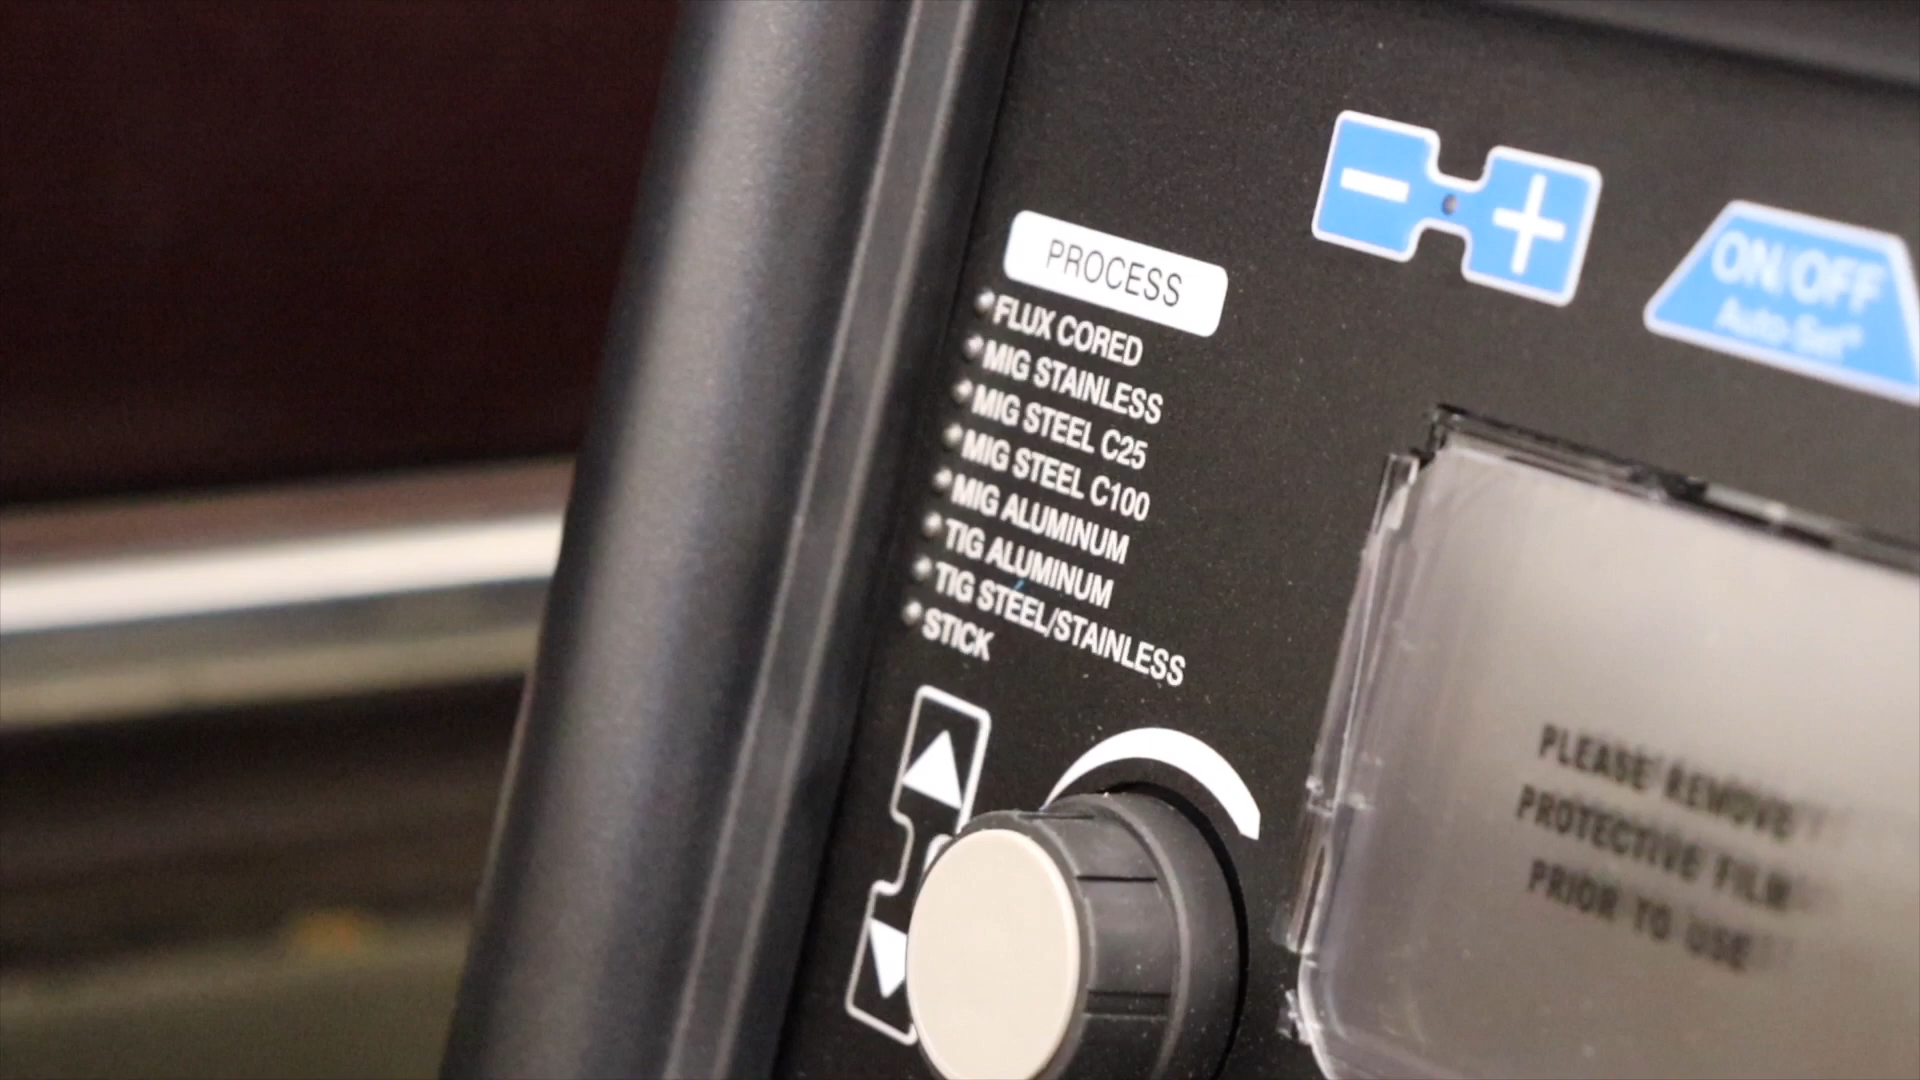 PROCESS
FLUX CORED
MIG STAINLESS
MIG STEEL C25
MIG STEEL C100
MIG ALUMINUM
TIG ALUMINUM
TIG STEEL/STAINLESS
STICK
- +
ON/OFF
Auto-Set
PLEASE REMOVE
PROTECTIVE FILM
PRIOR TO USE